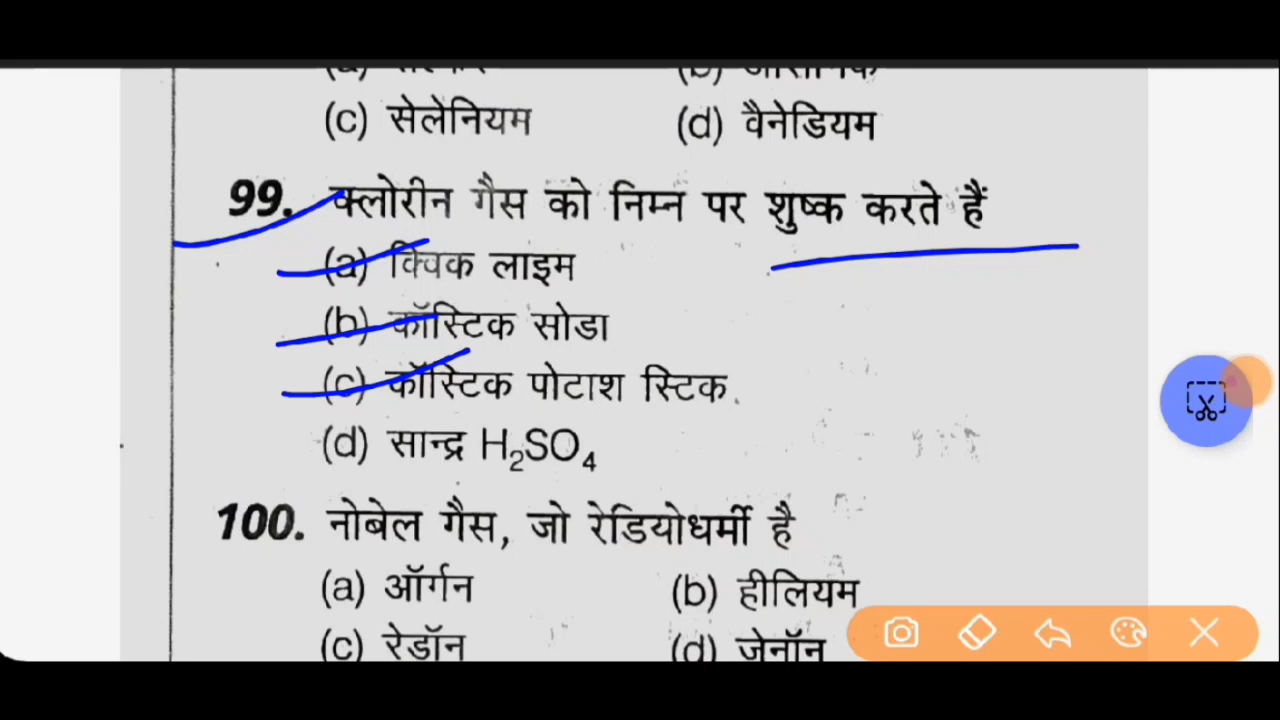 (c) सेलेनियम (d) वैनेडियम
99. क्लोरीन गैस को निम्न पर शुष्क करते हैं
(a) क्विक लाइम
(b) कॉस्टिक सोडा
(c) कॉस्टिक पोटाश स्टिक
(d) सान्द्र H₂SO₄
100. नोबेल गैस, जो रेडियोधर्मी है
(a) ऑर्गन (b) हीलियम
(c) रेडॉन (d) जेनॉन